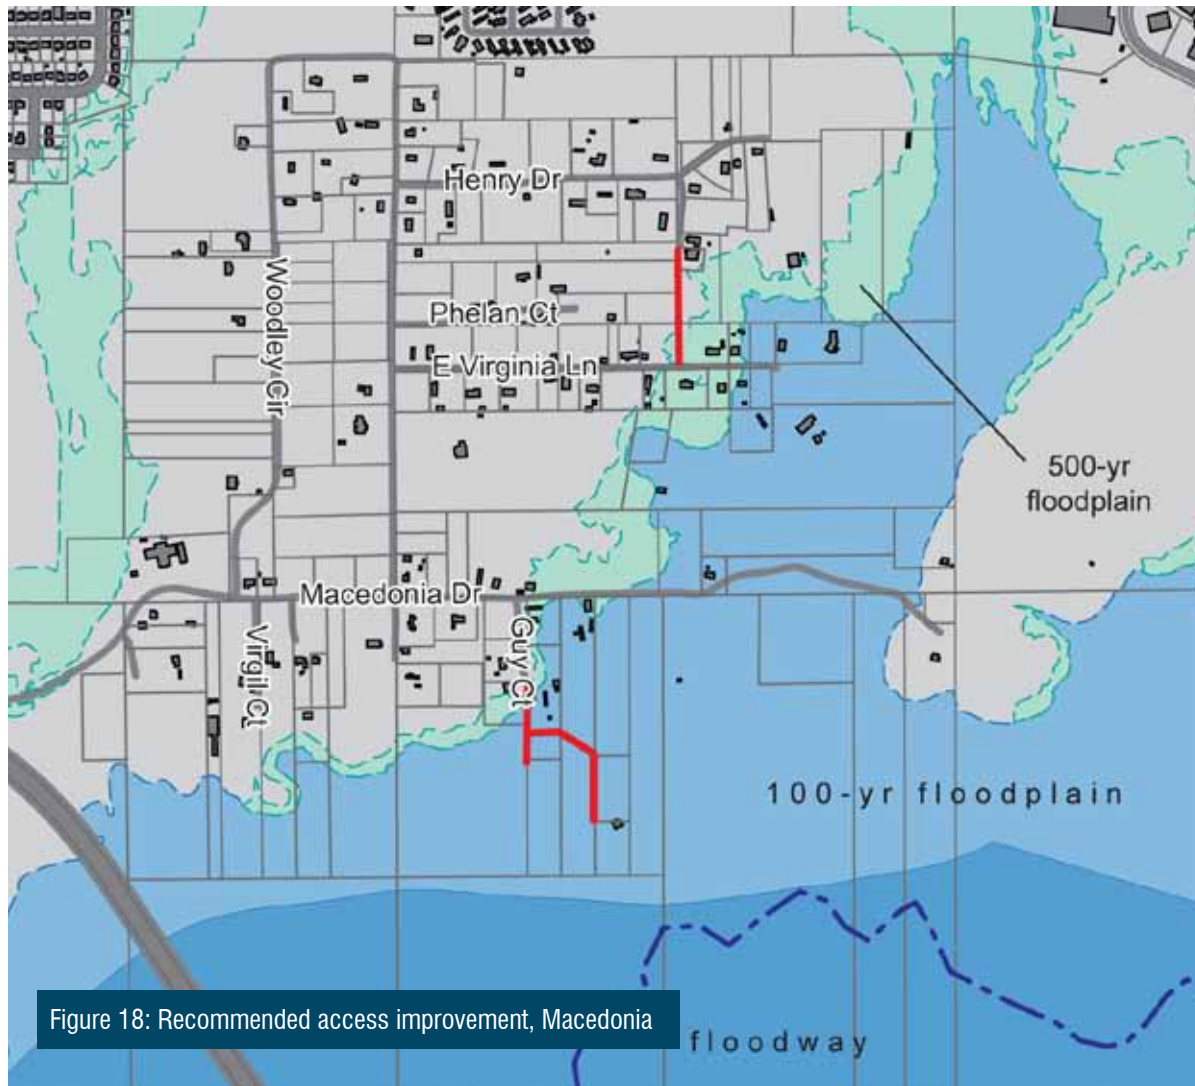 Henry Dr
Woodley Cir
Phelan Ct
E Virginia Ln
500-yr
floodplain
Macedonia Dr
Virgil Ct
Guy Ct
100-yr floodplain
Figure 18: Recommended access improvement, Macedonia
floodway